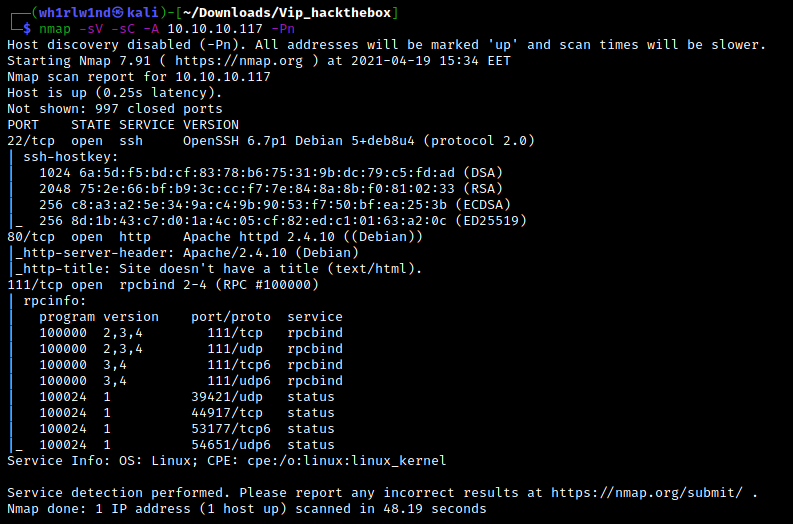 ┌──(wh1rlw1nd㉿kali)-[~/Downloads/Vip_hackthebox]
└─$ nmap -sV -sC -A 10.10.10.117 -Pn
Host discovery disabled (-Pn). All addresses will be marked 'up' and scan times will be slower.
Starting Nmap 7.91 ( https://nmap.org ) at 2021-04-19 15:34 EET
Nmap scan report for 10.10.10.117
Host is up (0.25s latency).
Not shown: 997 closed ports
PORT    STATE SERVICE VERSION
22/tcp  open  ssh     OpenSSH 6.7p1 Debian 5+deb8u4 (protocol 2.0)
| ssh-hostkey:
|   1024 6a:5d:f5:bd:cf:83:78:b6:75:31:9b:dc:79:c5:fd:ad (DSA)
|   2048 75:2e:66:bf:b9:3c:cc:f7:7e:84:8a:8b:f0:81:02:33 (RSA)
|   256 c8:a3:a2:5e:34:9a:c4:9b:90:53:f7:50:bf:ea:25:3b (ECDSA)
|_  256 8d:1b:43:c7:d0:1a:4c:05:cf:82:ed:c1:01:63:a2:0c (ED25519)
80/tcp  open  http    Apache httpd 2.4.10 ((Debian))
|_http-server-header: Apache/2.4.10 (Debian)
|_http-title: Site doesn't have a title (text/html).
111/tcp open  rpcbind 2-4 (RPC #100000)
| rpcinfo:
|   program version    port/proto  service
|   100000  2,3,4        111/tcp   rpcbind
|   100000  2,3,4        111/udp   rpcbind
|   100000  3,4          111/tcp6  rpcbind
|   100000  3,4          111/udp6  rpcbind
|   100024  1          39421/udp   status
|   100024  1          44917/tcp   status
|   100024  1          53177/tcp6  status
|_  100024  1          54651/udp6  status
Service Info: OS: Linux; CPE: cpe:/o:linux:linux_kernel
Service detection performed. Please report any incorrect results at https://nmap.org/submit/ .
Nmap done: 1 IP address (1 host up) scanned in 48.19 seconds